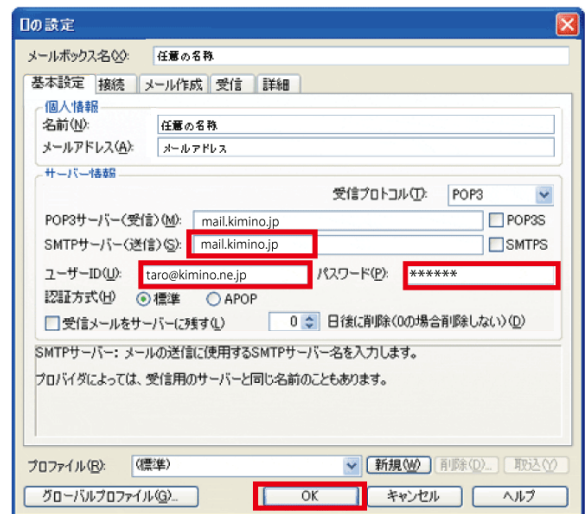 の設定
メールボックス名(X): 任意の名称
基本設定 接続 メール作成 受信 詳細
個人情報
名前(N): 任意の名称
メールアドレス(A): メールアドレス
サーバー情報
受信プロトコル(T): POP3
POP3サーバー(受信)(M): mail.kimino.jp POP3S
SMTPサーバー(送信)(S): mail.kimino.jp SMTPS
ユーザーID(U): taro@kimino.ne.jp パスワード(P): ******
認証方式(H) 標準 APOP
受信メールをサーバーに残す(L) 0 日後に削除(0の場合削除しない)(D)
SMTPサーバー: メールの送信に使用するSMTPサーバー名を入力します。
プロバイダによっては、受信用のサーバーと同じ名前のこともあります。
プロファイル(R): (標準) 新規(W) 削除(D)... 取込(Y)
グローバルプロファイル(G)... OK キャンセル ヘルプ